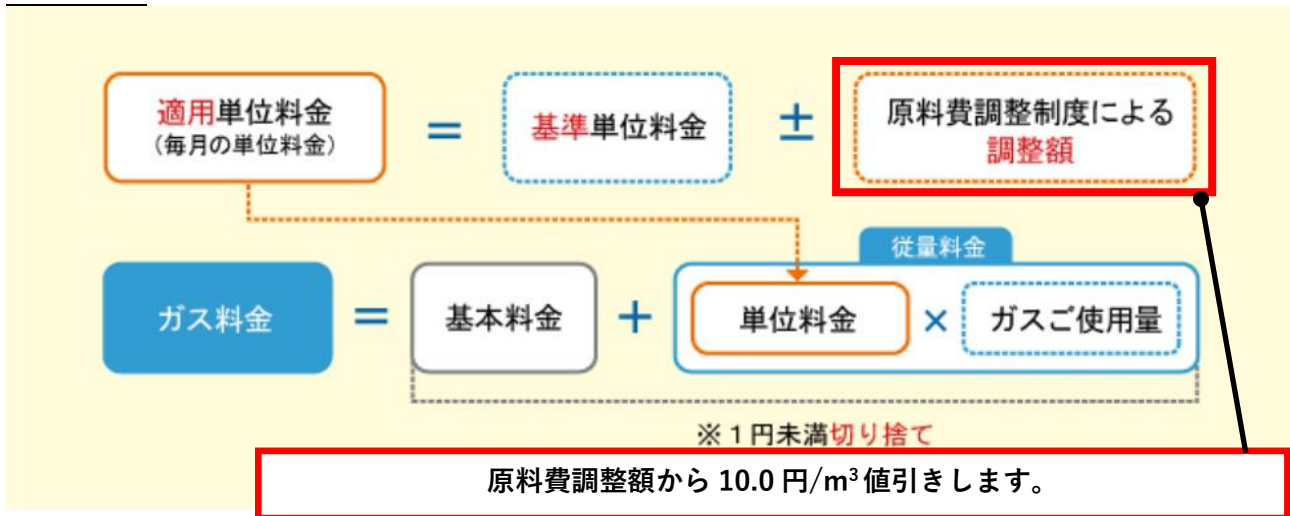 適用単位料金
(毎月の単位料金)
=
基準単位料金
±
原料費調整制度による
調整額
従量料金
ガス料金
=
基本料金
+
単位料金
×
ガスご使用量
※1円未満切り捨て
原料費調整額から 10.0 円/m³値引きします。